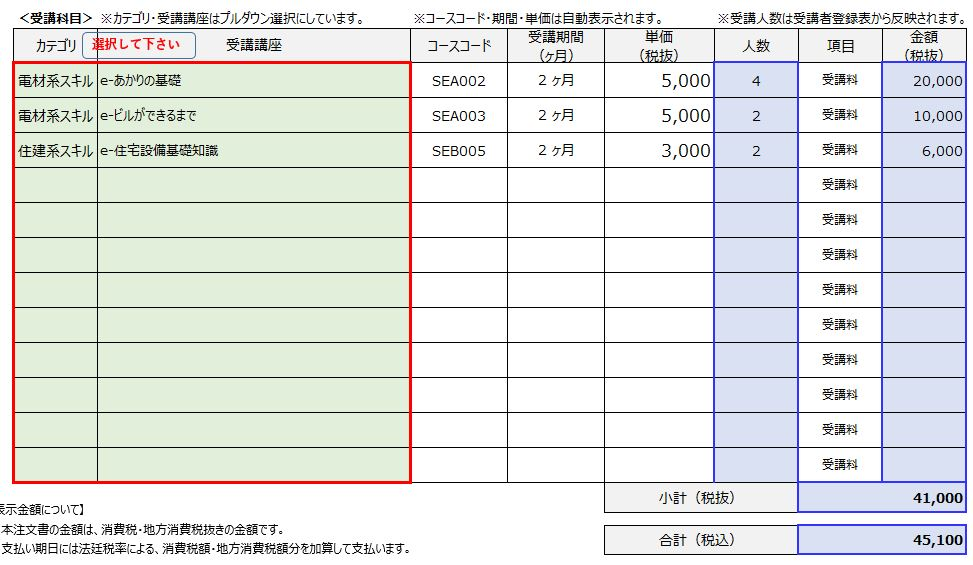 ＜受講科目＞ ※カテゴリ・受講講座はプルダウン選択にしています。 ※コースコード・期間・単価は自動表示されます。 ※受講人数は受講者登録表から反映されます。
カテゴリ 選択して下さい 受講講座 コースコード 受講期間（ヶ月） 単価（税抜） 人数 項目 金額（税抜）
電材系スキル e-あかりの基礎 SEA002 2 ヶ月 5,000 4 受講料 20,000
電材系スキル e-ビルができるまで SEA003 2 ヶ月 5,000 2 受講料 10,000
住建系スキル e-住宅設備基礎知識 SEB005 2 ヶ月 3,000 2 受講料 6,000
受講料
受講料
受講料
受講料
受講料
受講料
受講料
受講料
受講料
小計（税抜） 41,000
表示金額について】
本注文書の金額は、消費税・地方消費税抜きの金額です。
合計（税込） 45,100
支払い期日には法廷税率による、消費税額・地方消費税額分を加算して支払います。